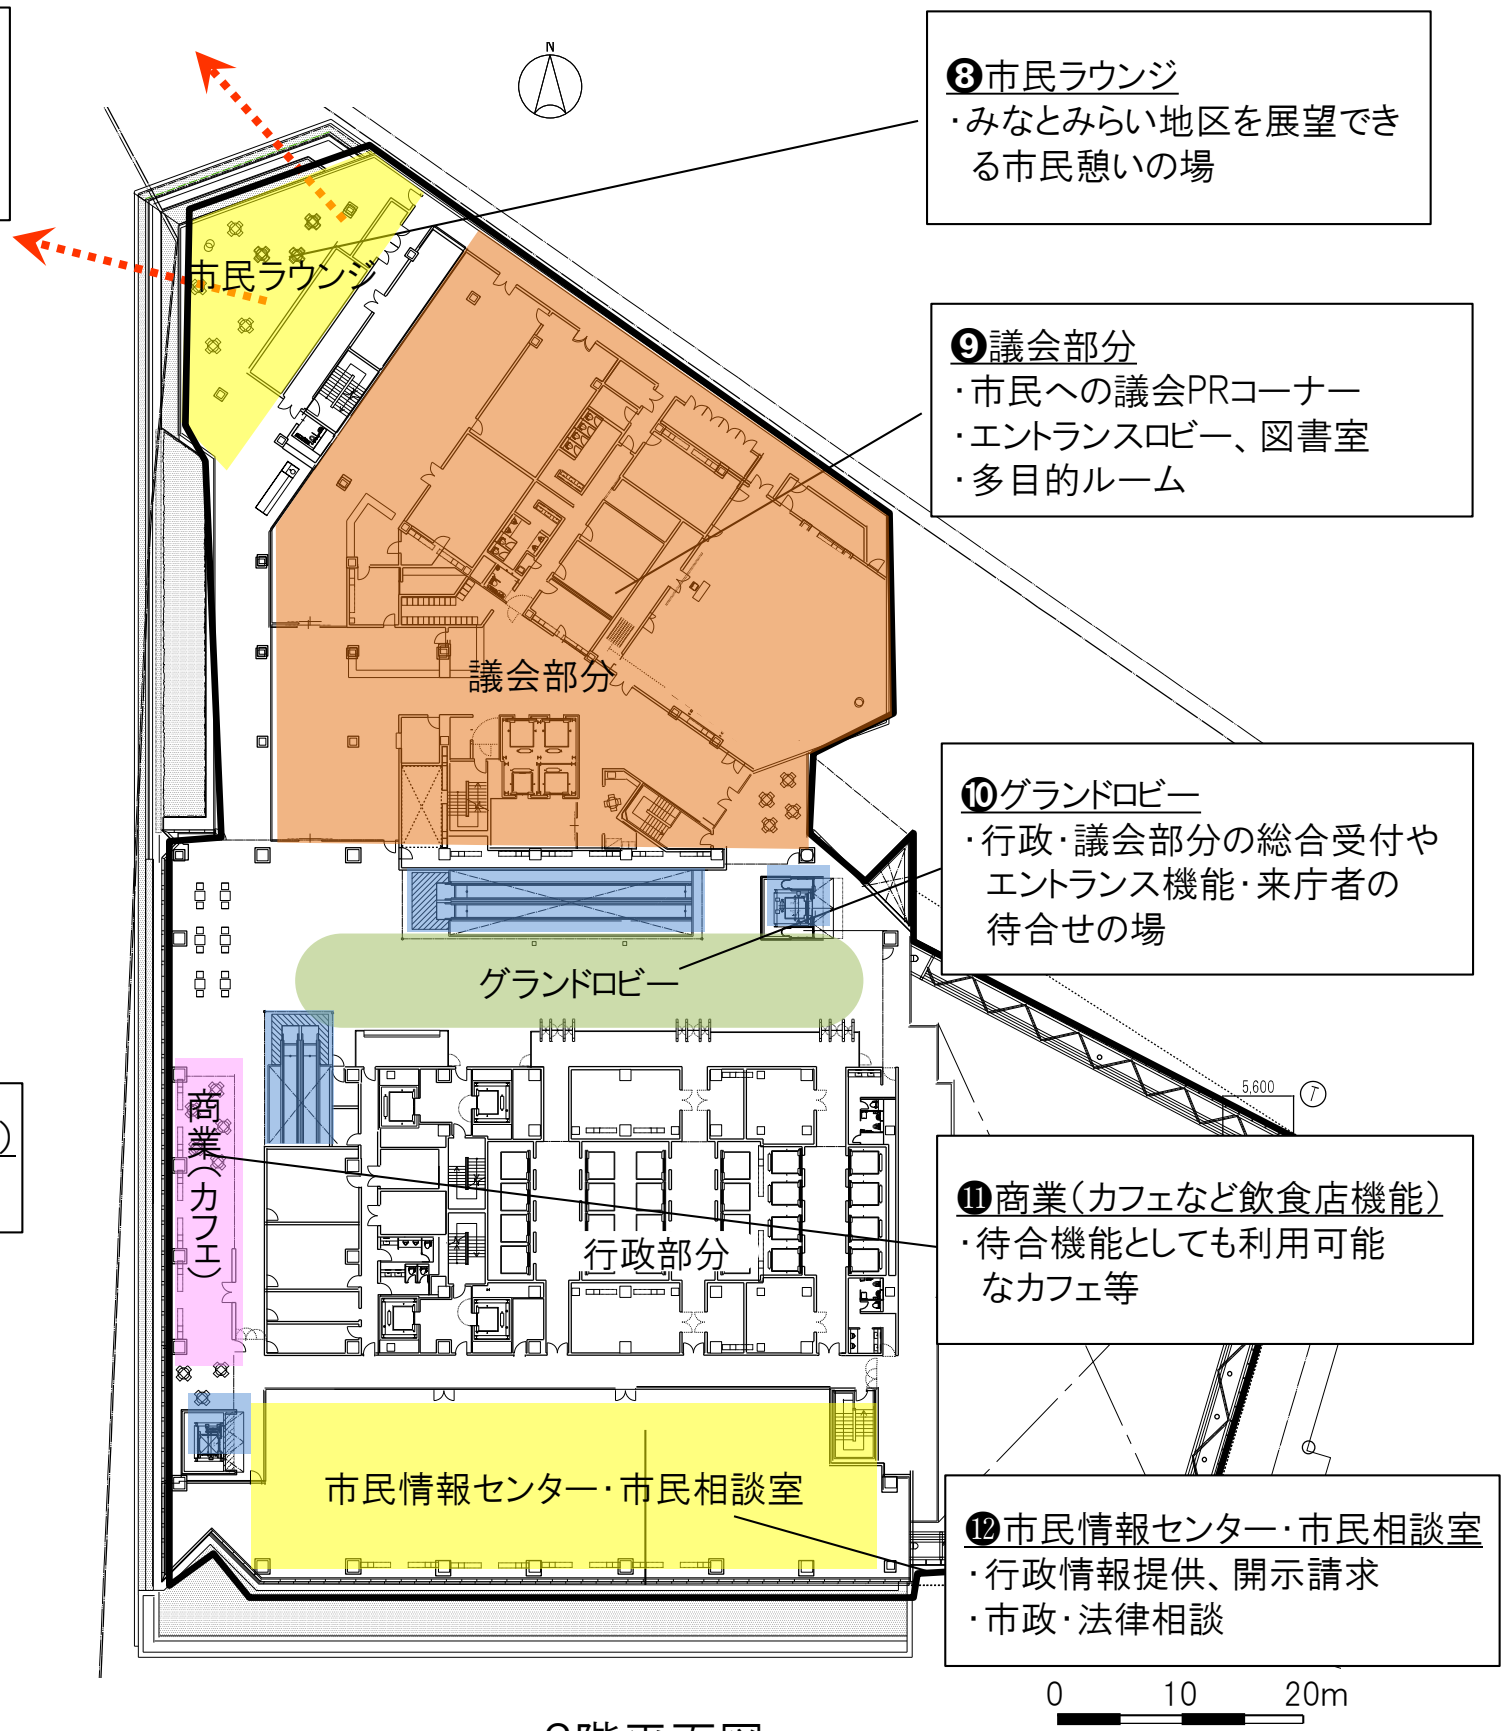 N
❽市民ラウンジ
・みなとみらい地区を展望でき
る市民憩いの場
市民ラウンジ
❾議会部分
・市民への議会PRコーナー
・エントランスロビー、図書室
・多目的ルーム
議会部分
❿グランドロビー
・行政・議会部分の総合受付や
エントランス機能・来庁者の
待合せの場
グランドロビー
5,600
商業(カフェ)
⓫商業(カフェなど飲食店機能)
・待合機能としても利用可能
なカフェ等
行政部分
市民情報センター・市民相談室
⓬市民情報センター・市民相談室
・行政情報提供、開示請求
・市政・法律相談
0 10 20m